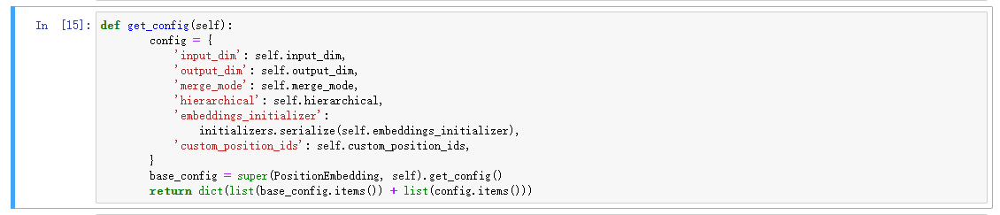 In [15]: def get_config(self):
        config = {
            'input_dim': self.input_dim,
            'output_dim': self.output_dim,
            'merge_mode': self.merge_mode,
            'hierarchical': self.hierarchical,
            'embeddings_initializer':
                initializers.serialize(self.embeddings_initializer),
            'custom_position_ids': self.custom_position_ids,
        }
        base_config = super(PositionEmbedding, self).get_config()
        return dict(list(base_config.items()) + list(config.items()))